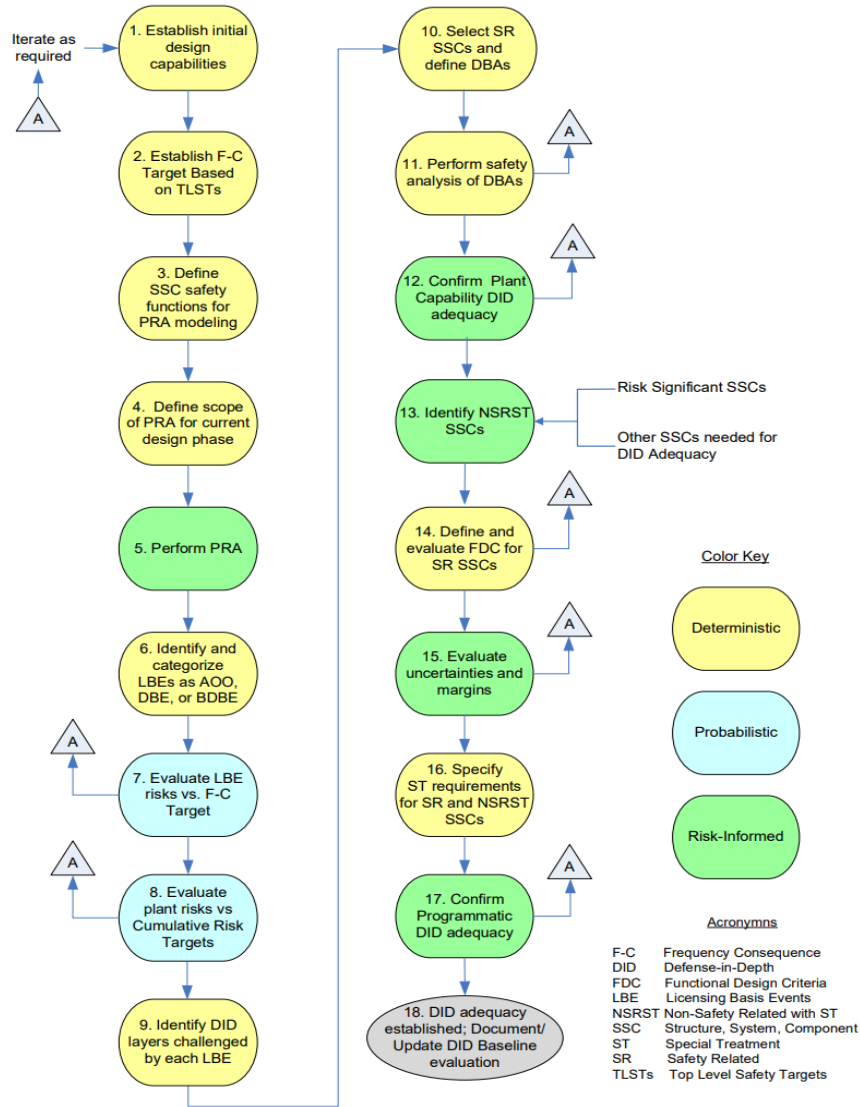 Iterate as
required
A
1. Establish initial
design
capabilities
2. Establish F-C
Target Based
on TLSTs
3. Define
SSC safety
functions for
PRA modeling
4. Define scope
of PRA for current
design phase
5. Perform PRA
6. Identify and
categorize
LBEs as AOO,
DBE, or BDBE
A
7. Evaluate LBE
risks vs. F-C
Target
A
8. Evaluate
plant risks vs
Cumulative Risk
Targets
9. Identify DID
layers challenged
by each LBE
10. Select SR
SSCs and
define DBAs
A
11. Perform safety
analysis of DBAs
A
12. Confirm Plant
Capability DID
adequacy
13. Identify NSRST
SSCs
Risk Significant SSCs
Other SSCs needed for
DID Adequacy
A
14. Define and
evaluate FDC for
SR SSCs
A
15. Evaluate
uncertainties and
margins
16. Specify
ST requirements
for SR and NSRST
SSCs
A
17. Confirm
Programmatic
DID adequacy
18. DID adequacy
established; Document/
Update DID Baseline
evaluation
Color Key
Deterministic
Probabilistic
Risk-Informed
Acronymns
F-C Frequency Consequence
DID Defense-in-Depth
FDC Functional Design Criteria
LBE Licensing Basis Events
NSRST Non-Safety Related with ST
SSC Structure, System, Component
ST Special Treatment
SR Safety Related
TLSTs Top Level Safety Targets